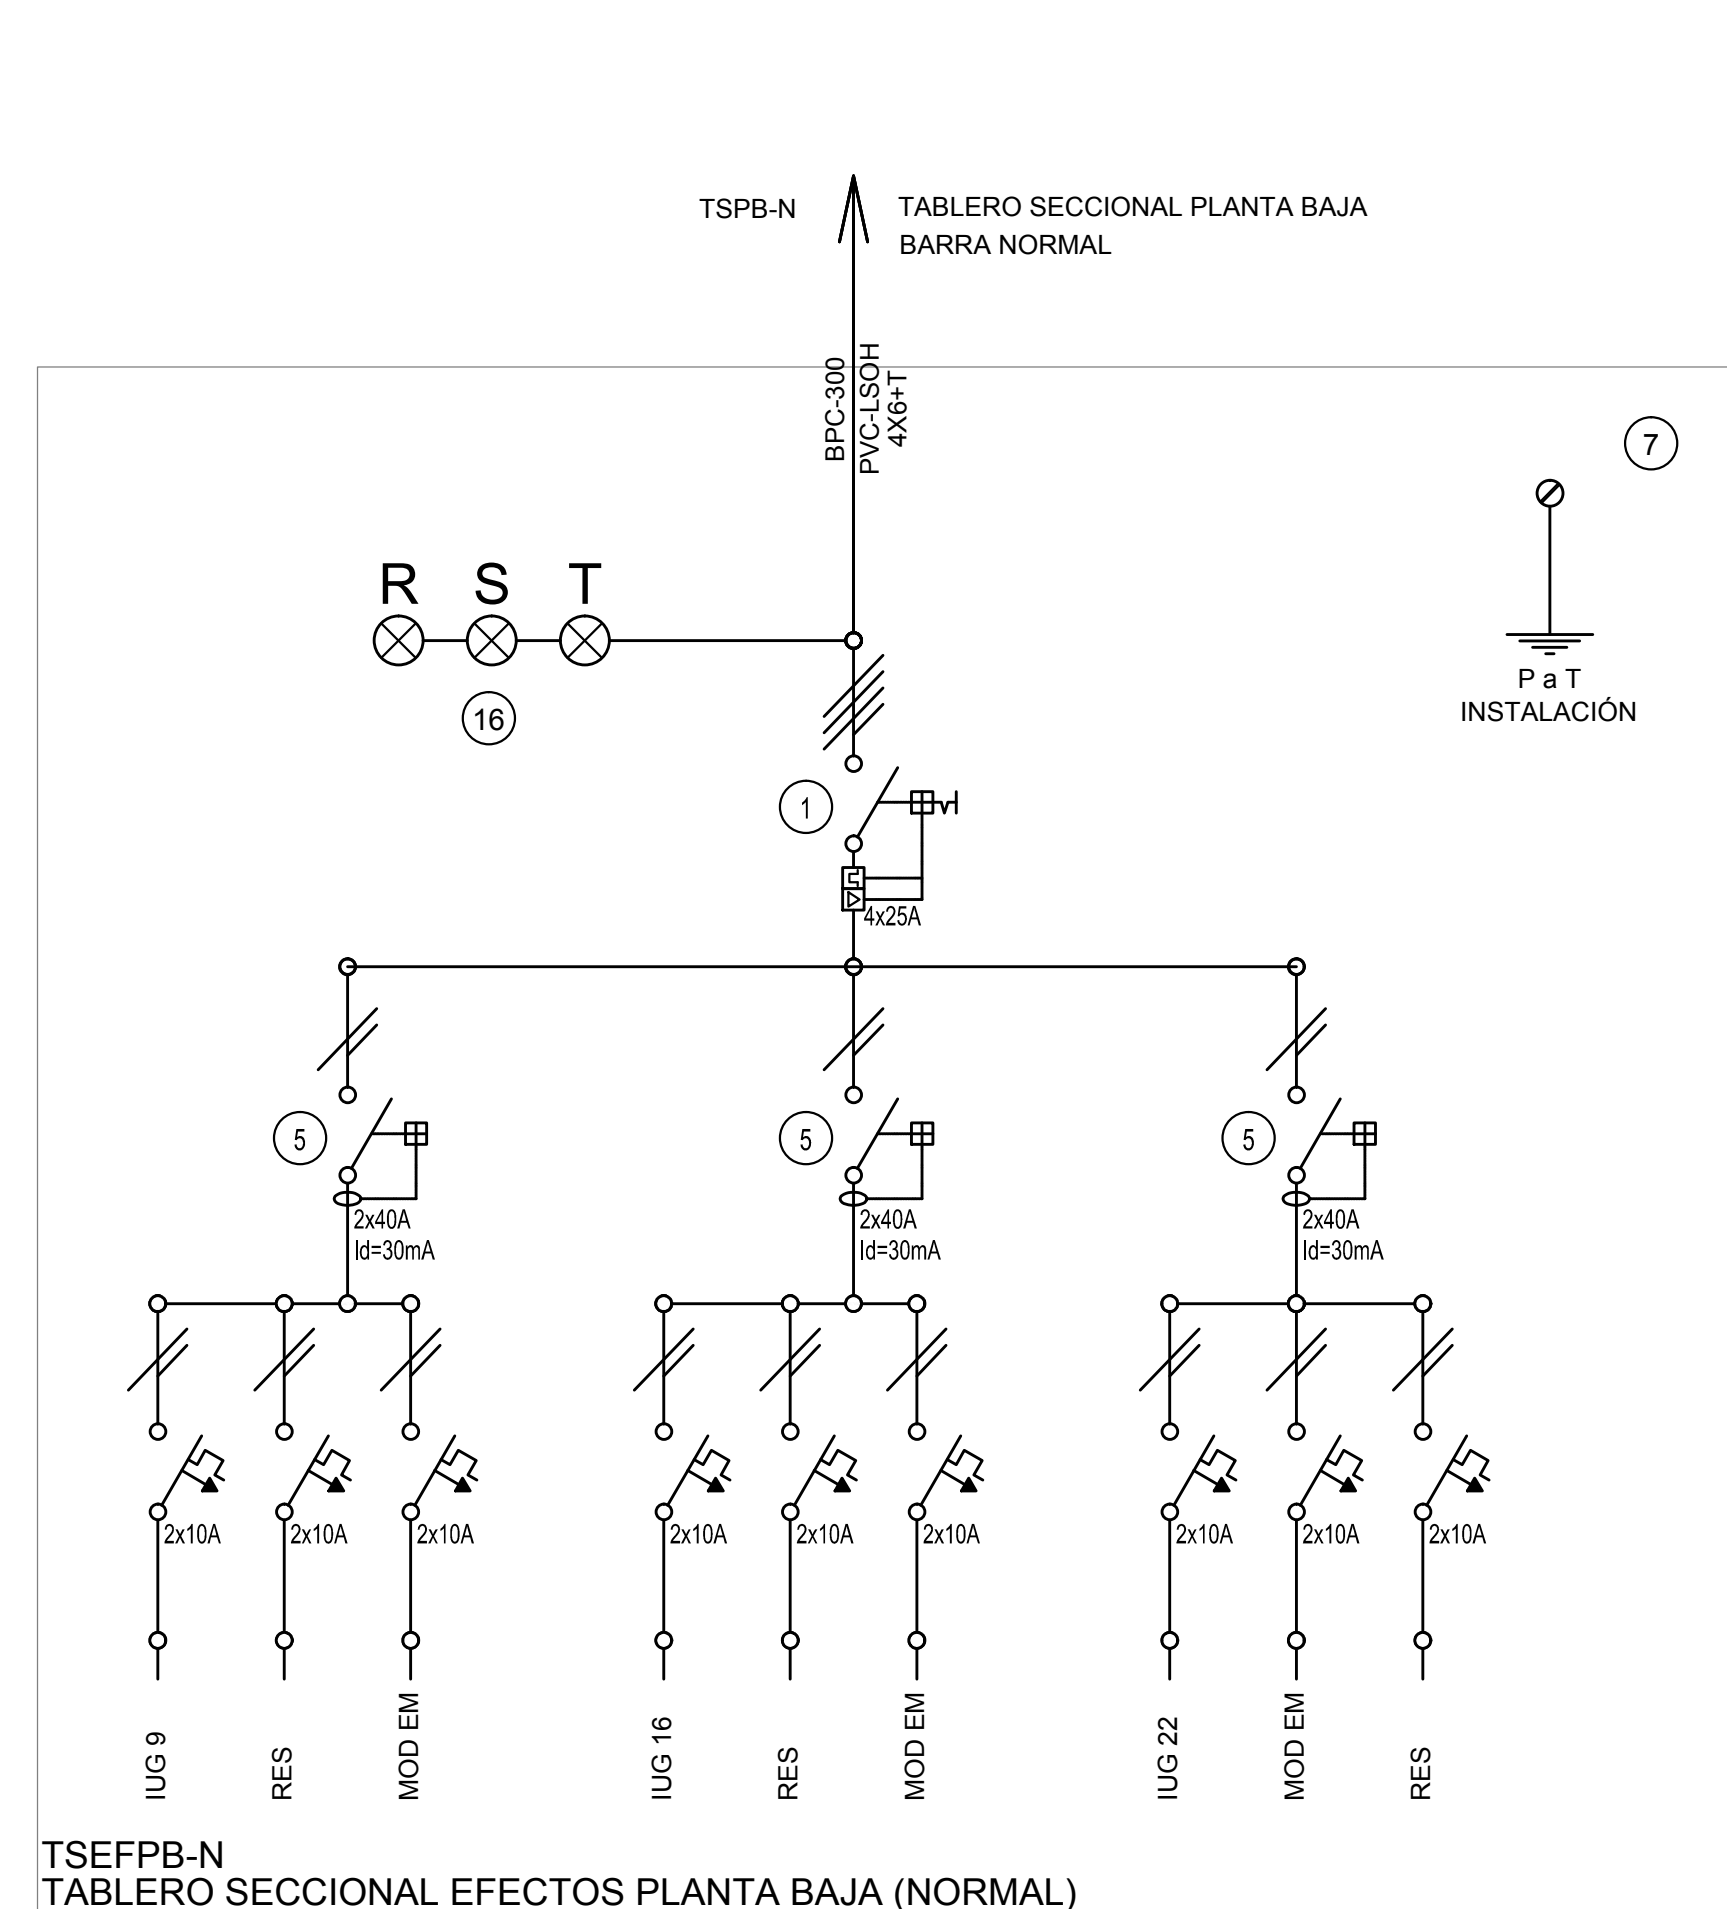 TSPB-N
TABLERO SECCIONAL PLANTA BAJA
BARRA NORMAL
BPC-300
PVC-LSOH
4X6+T
7
R S T
16
P a T
INSTALACIÓN
1
4x25A
5
5
5
2x40A
Id=30mA
2x40A
Id=30mA
2x40A
Id=30mA
2x10A
2x10A
2x10A
2x10A
2x10A
2x10A
2x10A
2x10A
2x10A
IUG 9
RES
MOD EM
IUG 16
RES
MOD EM
IUG 22
MOD EM
RES
TSEFPB-N
TABLERO SECCIONAL EFECTOS PLANTA BAJA (NORMAL)